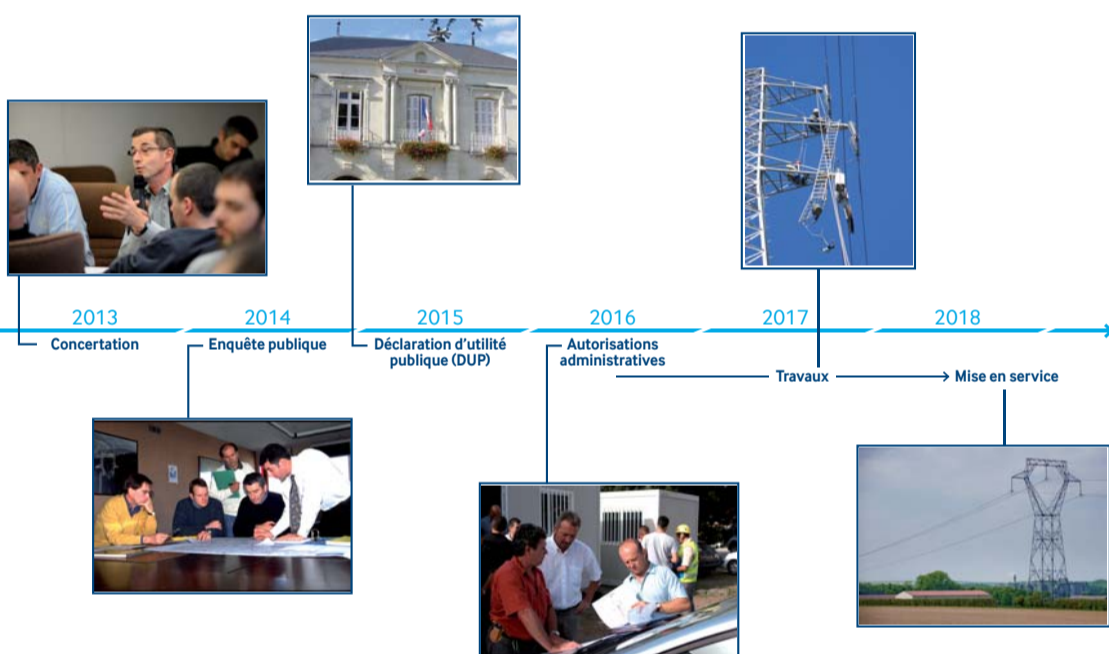 2013
2014
2015
2016
2017
2018
Concertation
Enquête publique
Déclaration d'utilité
publique (DUP)
Autorisations
administratives
Travaux
Mise en service